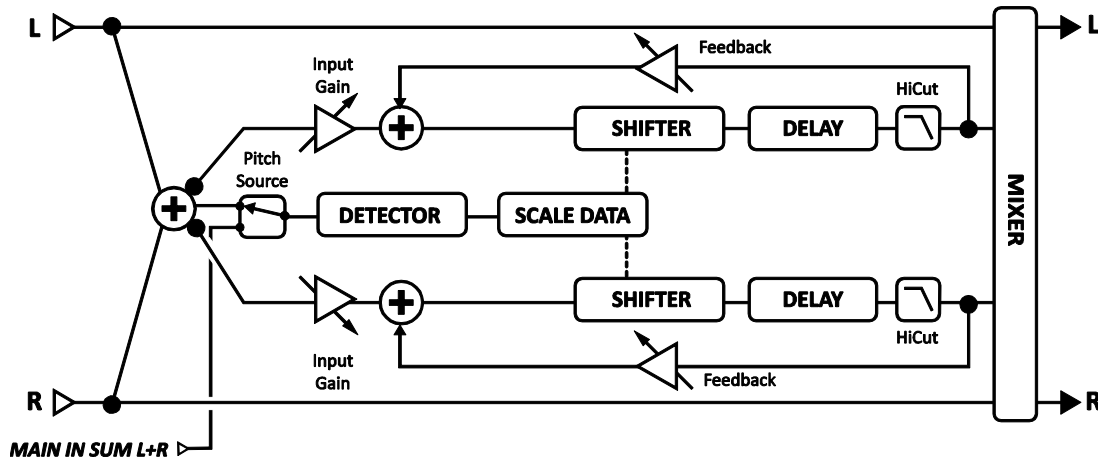 L
L
Feedback
Input
Gain
HiCut
SHIFTER
DELAY
Pitch
Source
DETECTOR
SCALE DATA
MIXER
SHIFTER
DELAY
HiCut
Input
Gain
Feedback
R
R
MAIN IN SUM L+R